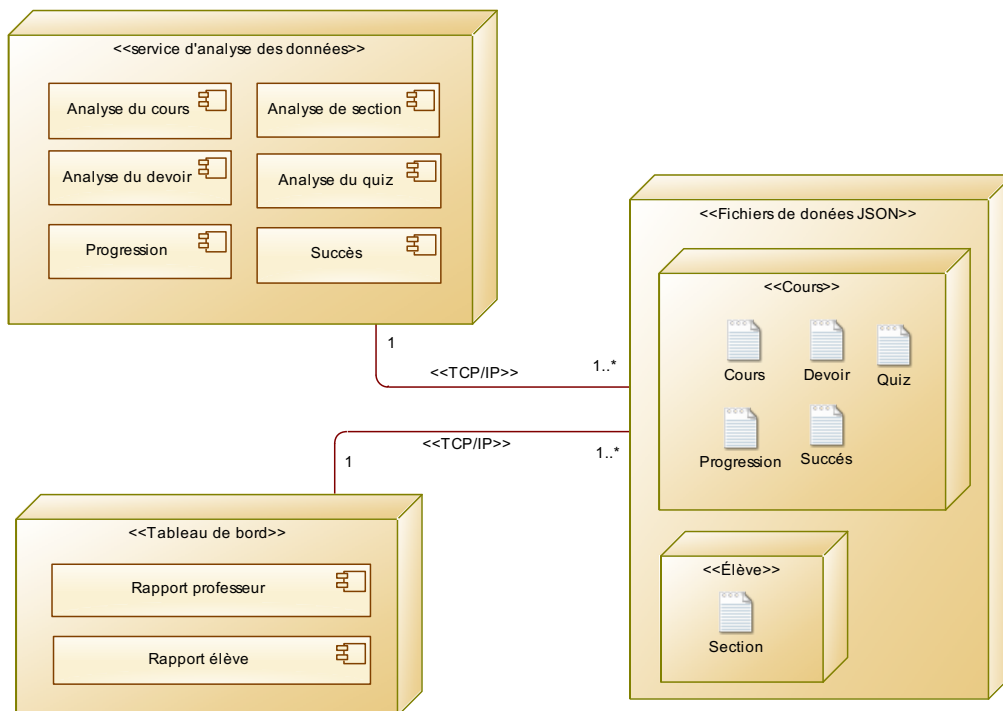 <<service d'analyse des données>>
Analyse du cours
Analyse de section
Analyse du devoir
Analyse du quiz
Progression
Succès
1
<<TCP/IP>>
1..*
<<TCP/IP>>
1
1..*
<<Tableau de bord>>
Rapport professeur
Rapport élève
<<Fichiers de donées JSON>>
<<Cours>>
Cours
Devoir
Quiz
Progression
Succés
<<Élève>>
Section